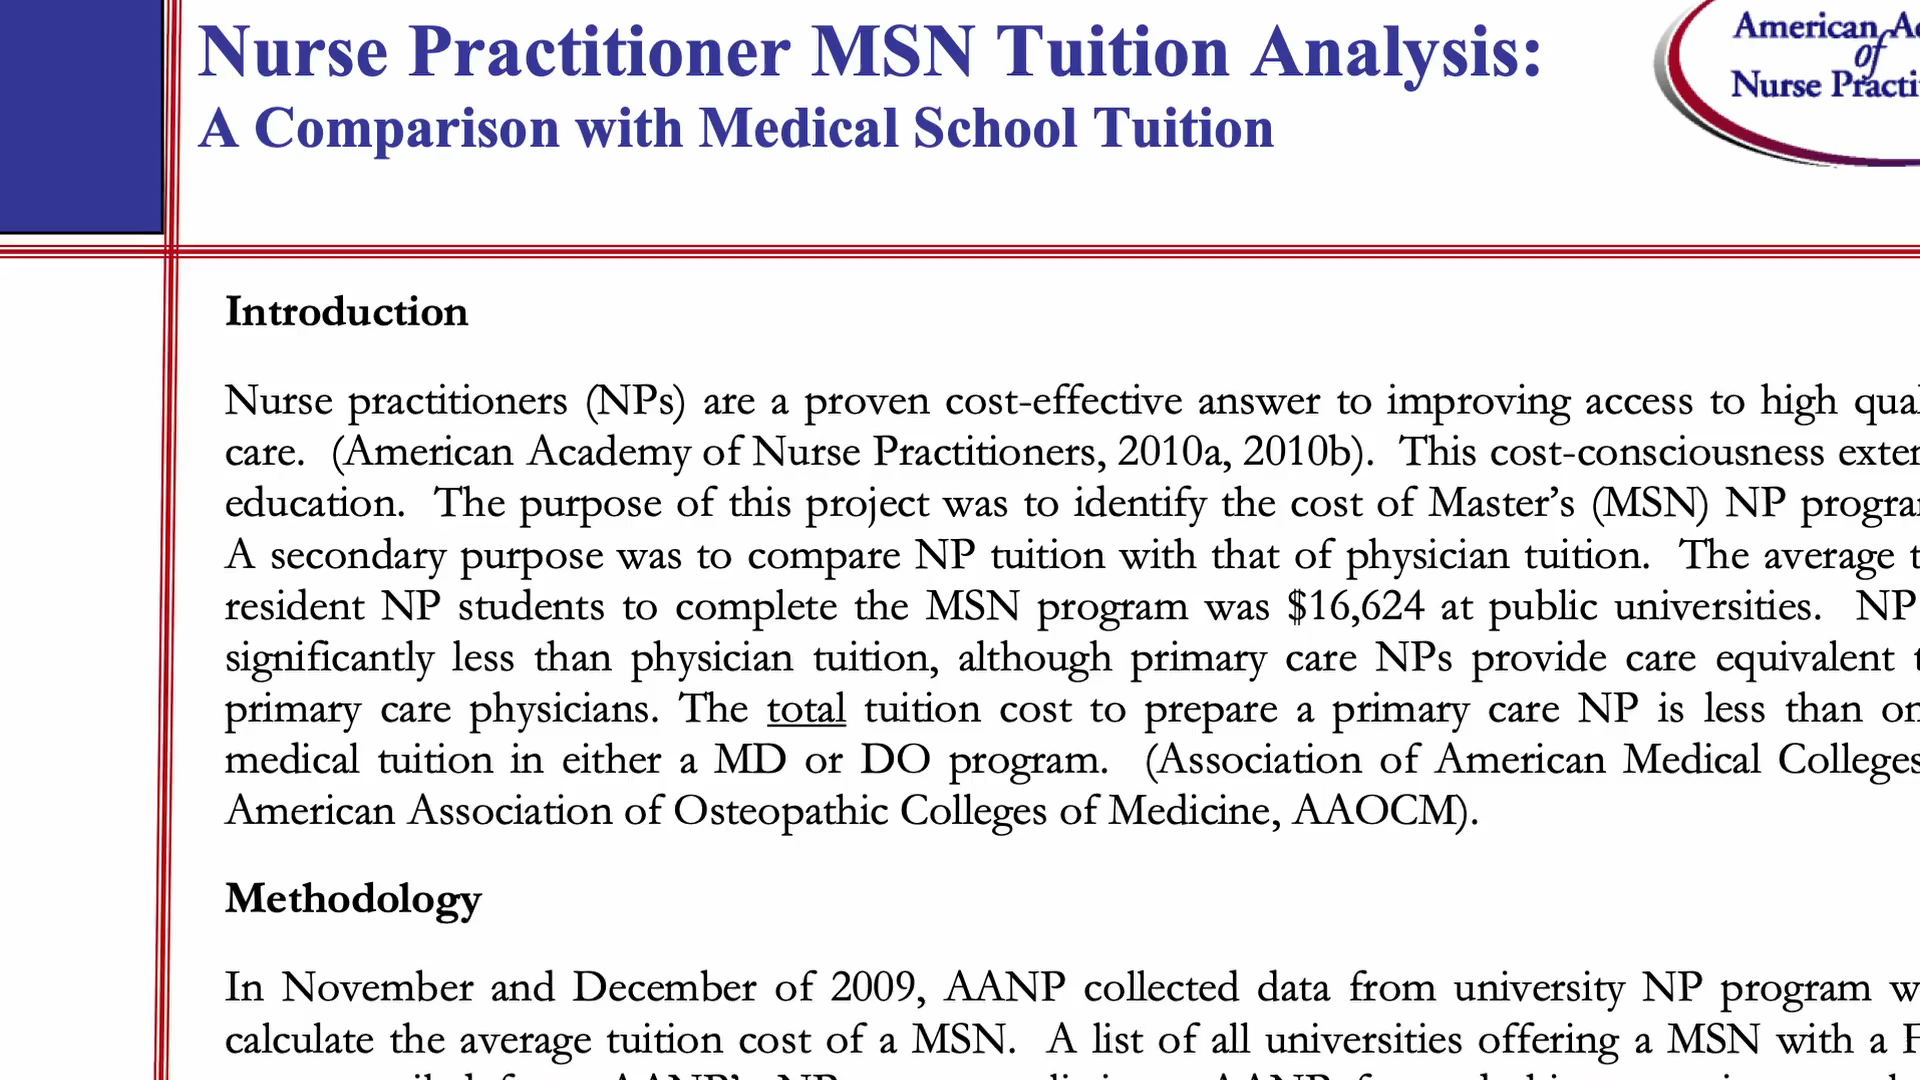 Nurse Practitioner MSN Tuition Analysis:
A Comparison with Medical School Tuition
American
of
Nurse
Introduction
Nurse practitioners (NPs) are a proven cost-effective answer to improving access to high
care. (American Academy of Nurse Practitioners, 2010a, 2010b). This cost-consciousness
education. The purpose of this project was to identify the cost of Master's (MSN) NP
A secondary purpose was to compare NP tuition with that of physician tuition. The average
resident NP students to complete the MSN program was $16,624 at public universities. NP
significantly less than physician tuition, although primary care NPs provide care equivalent
primary care physicians. The total tuition cost to prepare a primary care NP is less than
medical tuition in either a MD or DO program. (Association of American Medical Colleges
American Association of Osteopathic Colleges of Medicine, AAOCM).
Methodology
In November and December of 2009, AANP collected data from university NP program
calculate the average tuition cost of a MSN. A list of all universities offering a MSN with a